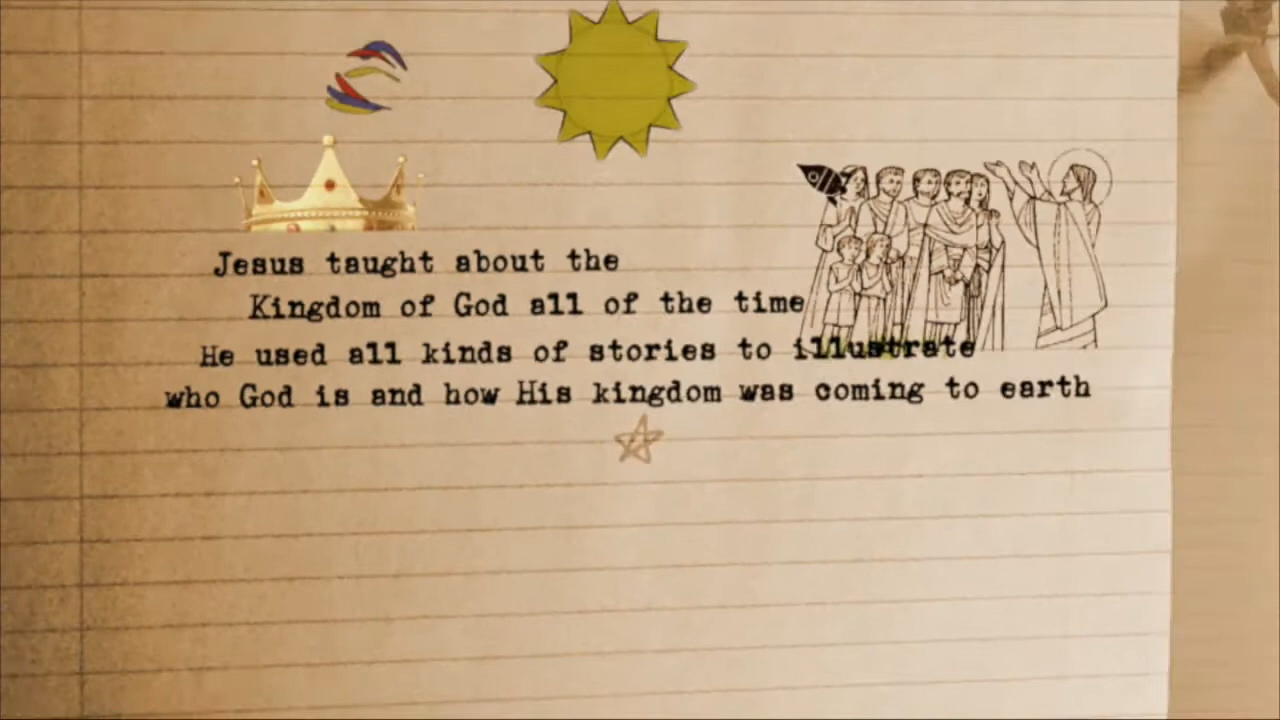 Jesus taught about the
Kingdom of God all of the time
He used all kinds of stories to illustrate
who God is and how His kingdom was coming to earth